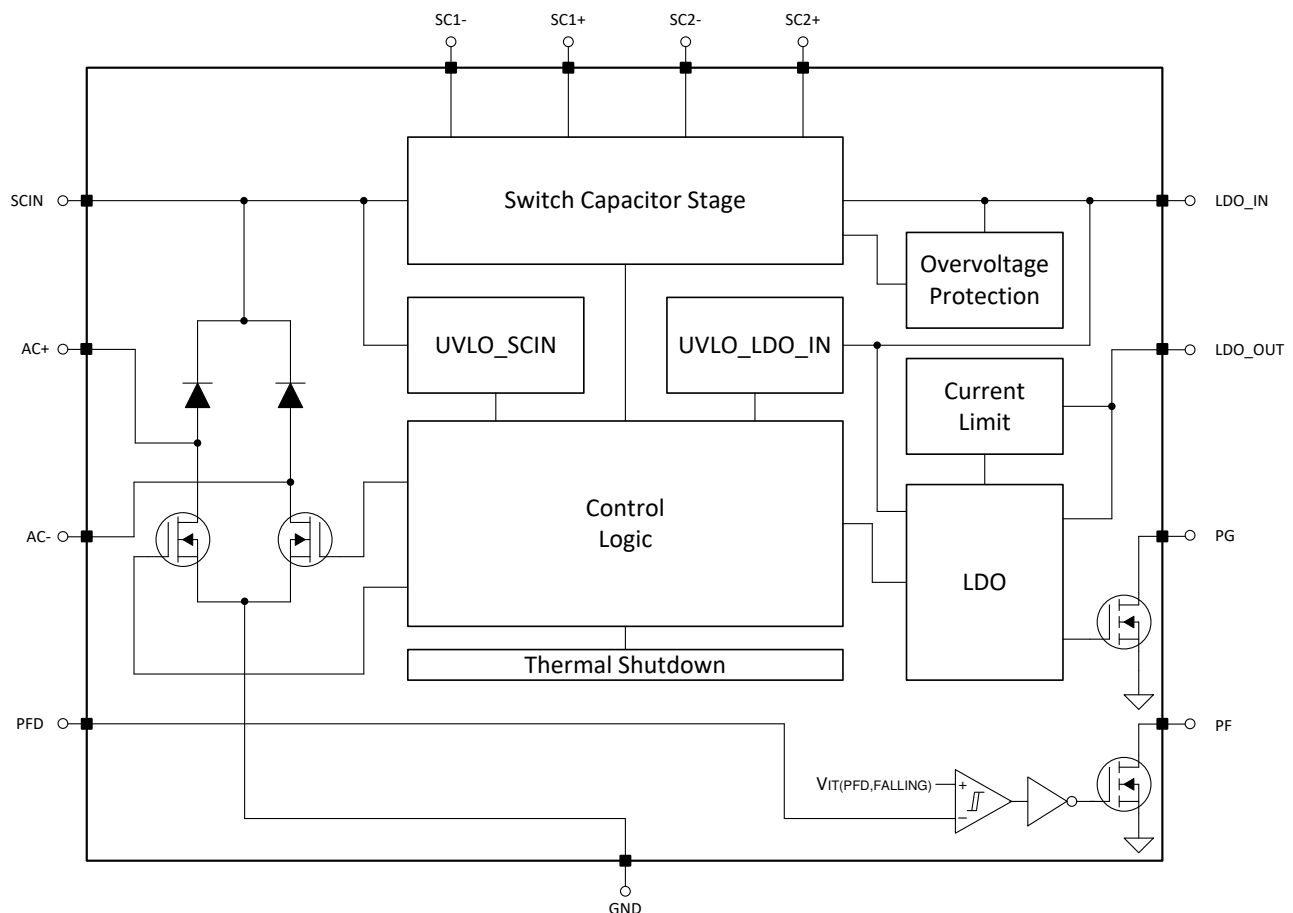 SC1-
SC1+
SC2-
SC2+
SCIN
Switch Capacitor Stage
LDO_IN
Overvoltage
Protection
UVLO_SCIN
UVLO_LDO_IN
AC+
LDO_OUT
Current
Limit
Control
Logic
AC-
PG
LDO
Thermal Shutdown
PFD
PF
VIT(PFD,FALLING)
+
−
GND